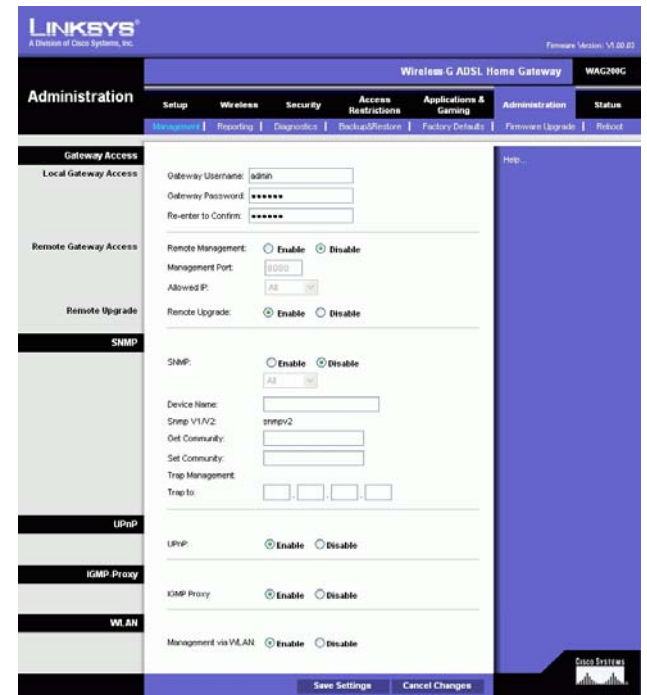 LINKSYS®
A Division of Cisco Systems, Inc.
Firmware Version: V1.00.03
Wireless-G ADSL Home Gateway WAG200G
Administration
Setup Wireless Security Access Restrictions Applications & Gaming Administration Status
Management | Reporting | Diagnostics | Backup&Restore | Factory Defaults | Firmware Upgrade | Reboot
Gateway Access
Help...
Local Gateway Access
Gateway Username: admin
Gateway Password: ••••••
Re-enter to Confirm: ••••••
Remote Gateway Access
Remote Management: Enable Disable
Management Port: 8080
Allowed IP: All
Remote Upgrade
Remote Upgrade: Enable Disable
SNMP
SNMP: Enable Disable
All
Device Name:
Snmp V1/V2: snmpv2
Get Community:
Set Community:
Trap Management:
Trap to: . . .
UPnP
UPnP: Enable Disable
IGMP-Proxy
IGMP Proxy Enable Disable
WLAN
Management via WLAN: Enable Disable
Save Settings Cancel Changes
CISCO SYSTEMS